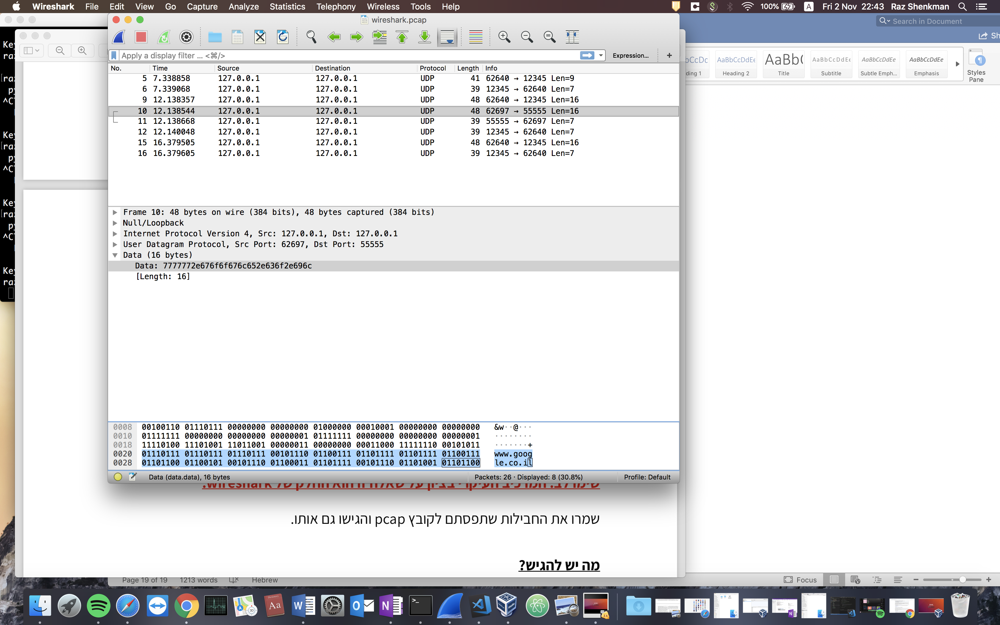 Wireshark File Edit View Go Capture Analyze Statistics Telephony Wireless Tools Help 100% A Fri 2 Nov 22:43 Raz Shenkman
wireshark.pcap
Search in Document
Apply a display filter ... <⌘/>
Expression... +
No. Time Source Destination Protocol Length Info
5 7.338858 127.0.0.1 127.0.0.1 UDP 41 62640 → 12345 Len=9
6 7.339068 127.0.0.1 127.0.0.1 UDP 39 12345 → 62640 Len=7
9 12.138357 127.0.0.1 127.0.0.1 UDP 48 62640 → 12345 Len=16
10 12.138544 127.0.0.1 127.0.0.1 UDP 48 62697 → 55555 Len=16
11 12.138668 127.0.0.1 127.0.0.1 UDP 39 55555 → 62697 Len=7
12 12.140048 127.0.0.1 127.0.0.1 UDP 39 12345 → 62640 Len=7
15 16.379505 127.0.0.1 127.0.0.1 UDP 48 62640 → 12345 Len=16
16 16.379605 127.0.0.1 127.0.0.1 UDP 39 12345 → 62640 Len=7
AaBbCcDdEe AaBb( AaBbCcDdEe AaBbCcDdEe AaBbCcDdEe
ding 1 Heading 2 Title Subtitle Subtle Emph... Emphasis
Styles
Pane
Frame 10: 48 bytes on wire (384 bits), 48 bytes captured (384 bits)
Null/Loopback
Internet Protocol Version 4, Src: 127.0.0.1, Dst: 127.0.0.1
User Datagram Protocol, Src Port: 62697, Dst Port: 55555
Data (16 bytes)
Data: 7777772e676f6f676c652e636f2e696c
[Length: 16]
0008 00100110 01110111 00000000 00000000 01000000 00010001 00000000 00000000 &w··@···
0010 01111111 00000000 00000000 00000001 01111111 00000000 00000000 00000001 ········
0018 11110100 11101001 11011001 00000011 00000000 00011000 11111110 00101011 ·······+
0020 01110111 01110111 01110111 00101110 01100111 01101111 01101111 01100111 www.goog
0028 01101100 01100101 00101110 01100011 01101111 00101110 01101001 01101100 le.co.il
Data (data.data), 16 bytes
Packets: 26 · Displayed: 8 (30.8%)
Profile: Default
שימו לב: המרכיב העיקרי בציון על שאלה זו הוא החלק של wireshark.
שמרו את החבילות שתפסתם לקובץ pcap והגישו גם אותו.
מה יש להגיש?
Page 19 of 19 1213 words Hebrew
Focus